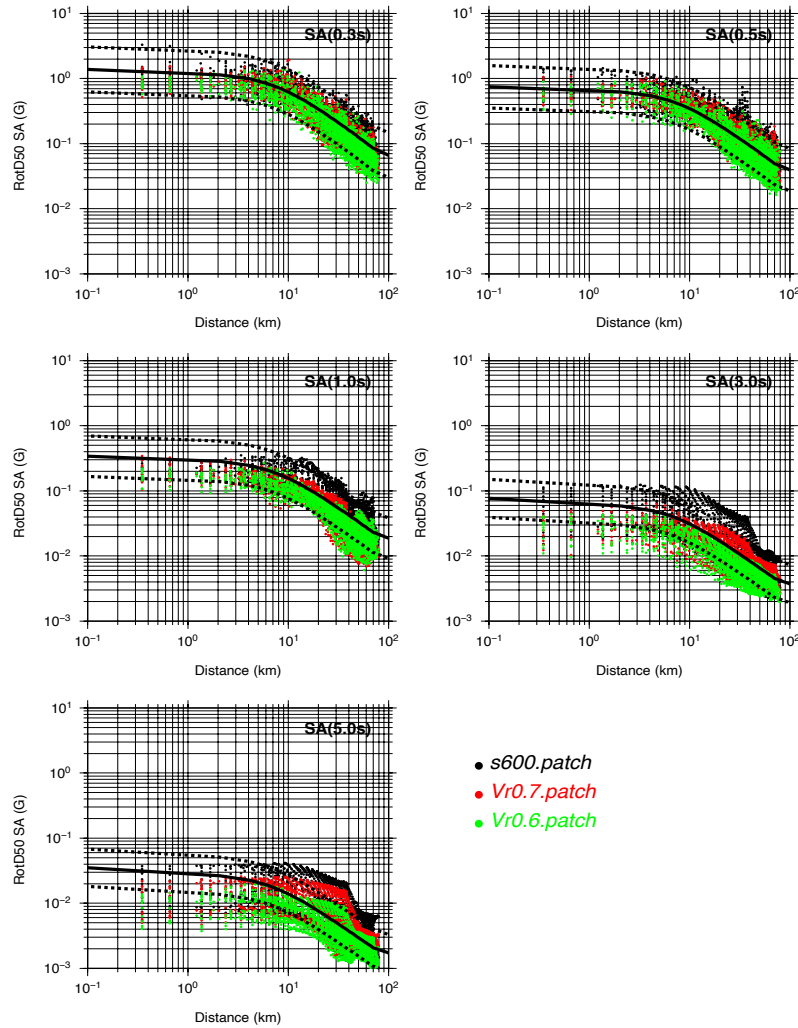 10¹
10⁰
10⁻¹
10⁻²
10⁻³
RotD50 SA (G)
10⁻¹ 10⁰ 10¹ 10²
Distance (km)
SA(0.3s)
10¹
10⁰
10⁻¹
10⁻²
10⁻³
RotD50 SA (G)
10⁻¹ 10⁰ 10¹ 10²
Distance (km)
SA(0.5s)
10¹
10⁰
10⁻¹
10⁻²
10⁻³
RotD50 SA (G)
10⁻¹ 10⁰ 10¹ 10²
Distance (km)
SA(1.0s)
10¹
10⁰
10⁻¹
10⁻²
10⁻³
RotD50 SA (G)
10⁻¹ 10⁰ 10¹ 10²
Distance (km)
SA(3.0s)
10¹
10⁰
10⁻¹
10⁻²
10⁻³
RotD50 SA (G)
10⁻¹ 10⁰ 10¹ 10²
Distance (km)
SA(5.0s)
s600.patch
Vr0.7.patch
Vr0.6.patch